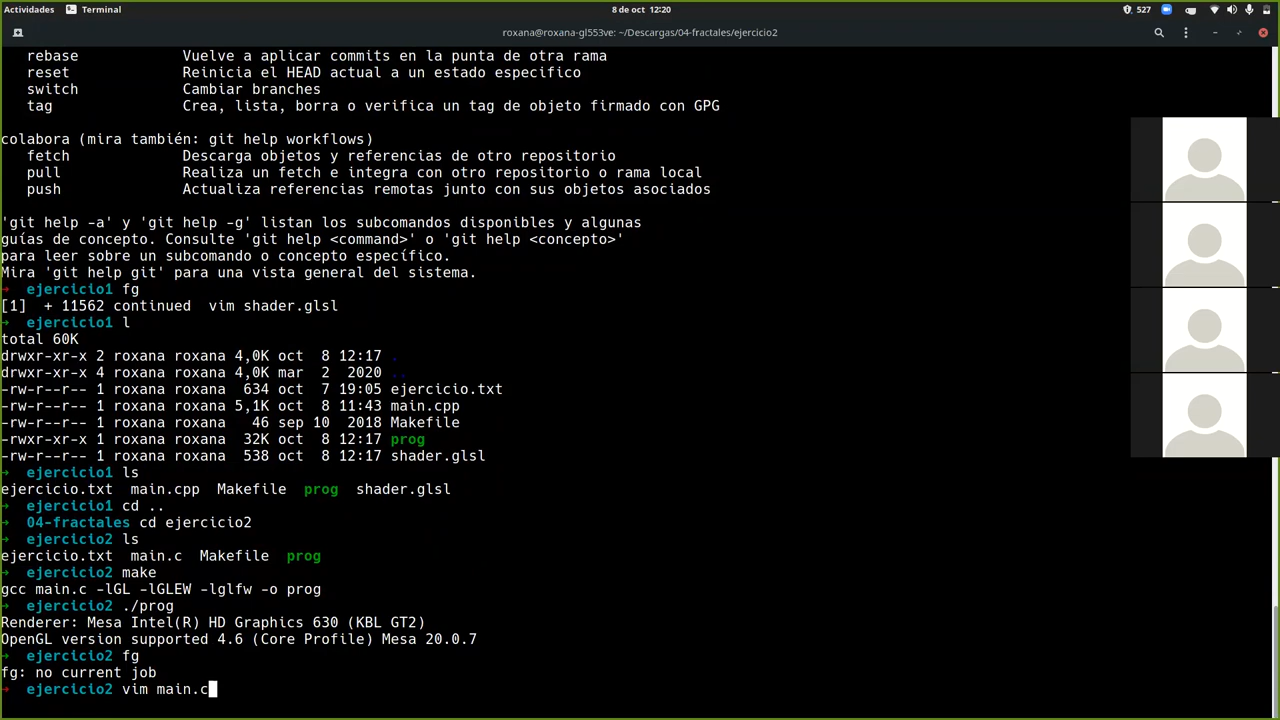 Actividades Terminal 8 de oct 12:20 527
roxana@roxana-gl553ve: ~/Descargas/04-fractales/ejercicio2
rebase Vuelve a aplicar commits en la punta de otra rama
reset Reinicia el HEAD actual a un estado especifico
switch Cambiar branches
tag Crea, lista, borra o verifica un tag de objeto firmado con GPG
colabora (mira también: git help workflows)
fetch Descarga objetos y referencias de otro repositorio
pull Realiza un fetch e integra con otro repositorio o rama local
push Actualiza referencias remotas junto con sus objetos asociados
'git help -a' y 'git help -g' listan los subcomandos disponibles y algunas
guías de concepto. Consulte 'git help <command>' o 'git help <concepto>'
para leer sobre un subcomando o concepto específico.
Mira 'git help git' para una vista general del sistema.
→ ejercicio1 fg
[1] + 11562 continued vim shader.glsl
→ ejercicio1 l
total 60K
drwxr-xr-x 2 roxana roxana 4,0K oct 8 12:17 .
drwxr-xr-x 4 roxana roxana 4,0K mar 2 2020 ..
-rw-r--r-- 1 roxana roxana 634 oct 7 19:05 ejercicio.txt
-rw-r--r-- 1 roxana roxana 5,1K oct 8 11:43 main.cpp
-rw-r--r-- 1 roxana roxana 46 sep 10 2018 Makefile
-rwxr-xr-x 1 roxana roxana 32K oct 8 12:17 prog
-rw-r--r-- 1 roxana roxana 538 oct 8 12:17 shader.glsl
→ ejercicio1 ls
ejercicio.txt main.cpp Makefile prog shader.glsl
→ ejercicio1 cd ..
→ 04-fractales cd ejercicio2
→ ejercicio2 ls
ejercicio.txt main.c Makefile prog
→ ejercicio2 make
gcc main.c -lGL -lGLEW -lglfw -o prog
→ ejercicio2 ./prog
Renderer: Mesa Intel(R) HD Graphics 630 (KBL GT2)
OpenGL version supported 4.6 (Core Profile) Mesa 20.0.7
→ ejercicio2 fg
fg: no current job
→ ejercicio2 vim main.c